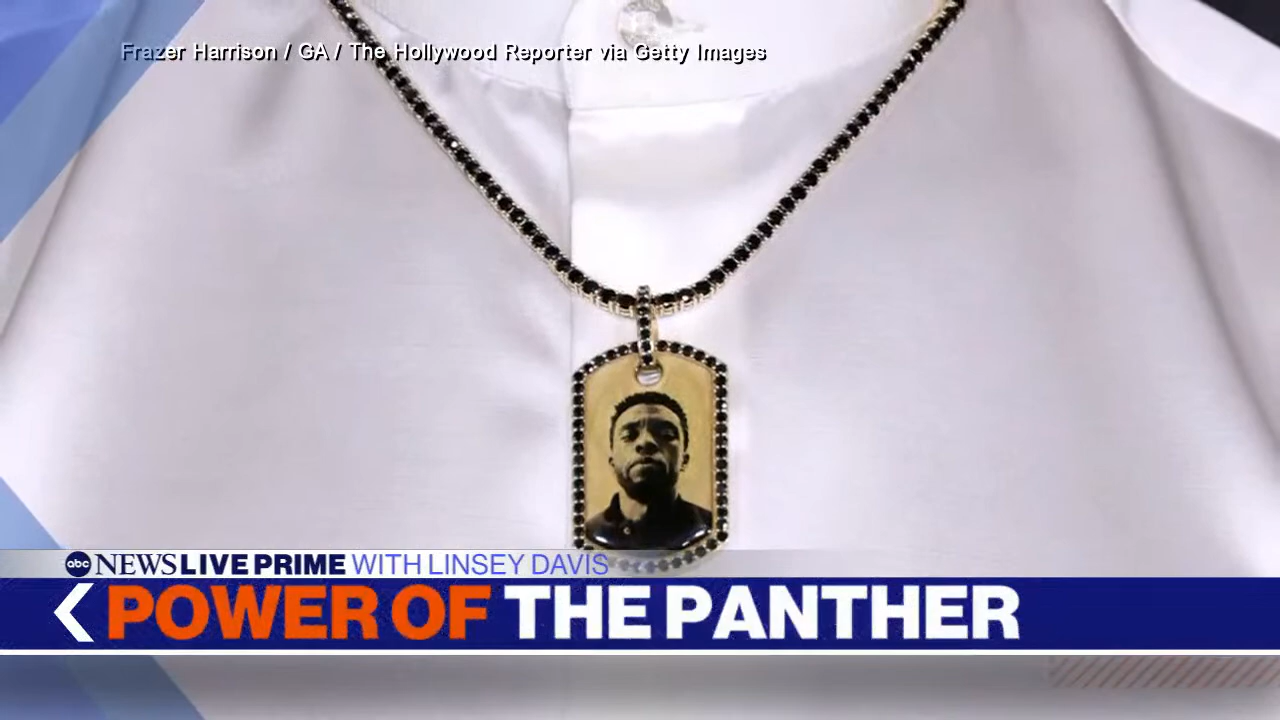 Frazer Harrison / GA / The Hollywood Reporter via Getty Images
abc NEWS LIVE PRIME WITH LINSEY DAVIS
POWER OF THE PANTHER